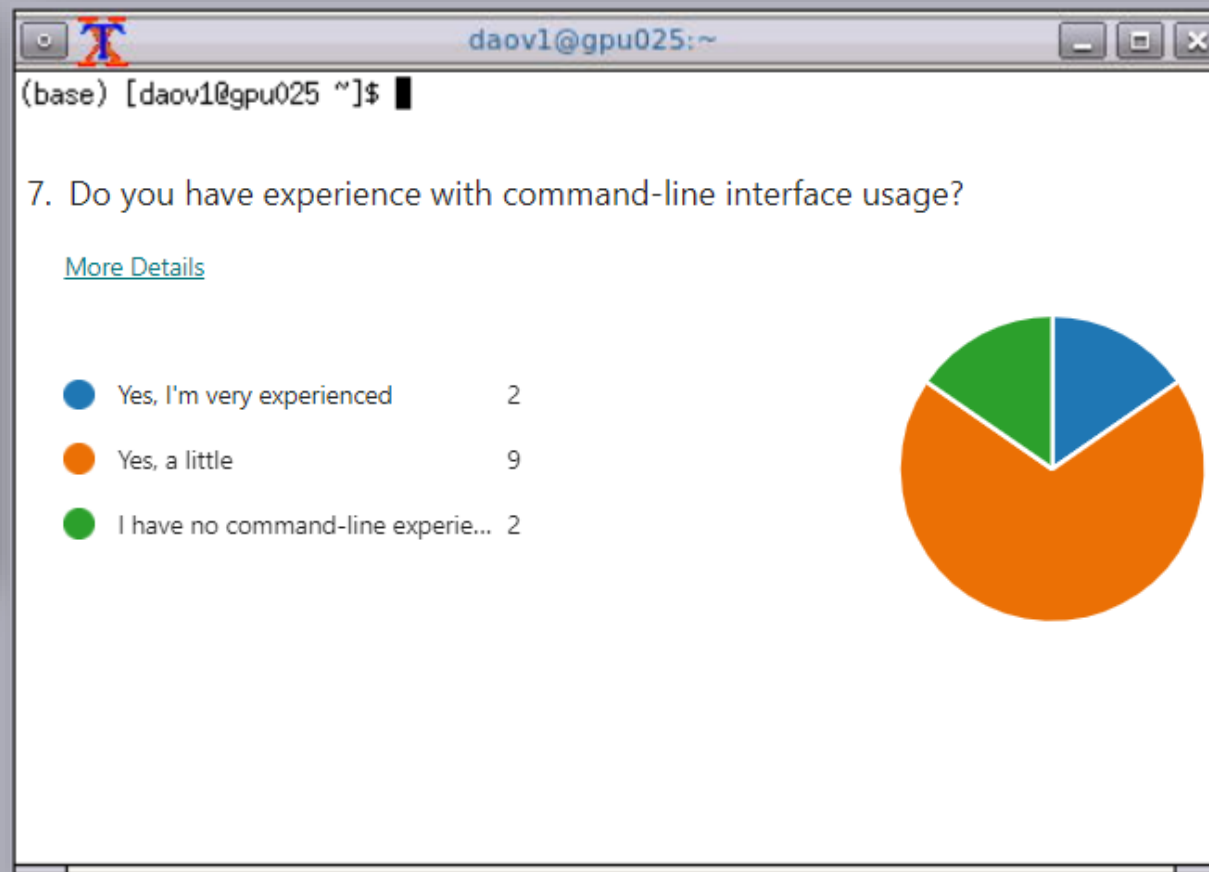 daov1@gpu025:~
(base) [daov1@gpu025 ~]$
7. Do you have experience with command-line interface usage?
More Details
Yes, I'm very experienced 2
Yes, a little 9
I have no command-line experie... 2